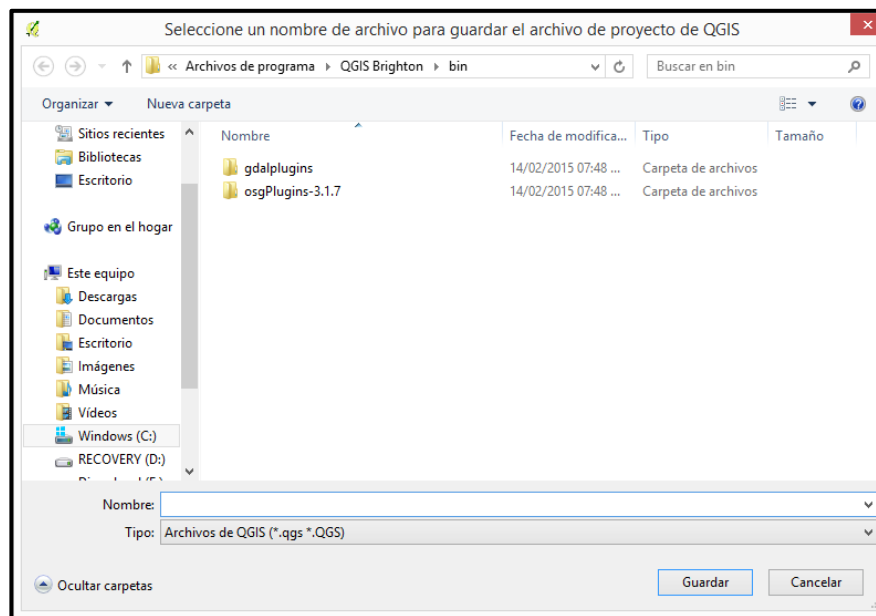 Seleccione un nombre de archivo para guardar el archivo de proyecto de QGIS
« Archivos de programa QGIS Brighton bin
Buscar en bin
Organizar
Nueva carpeta
Sitios recientes
Bibliotecas
Escritorio
Grupo en el hogar
Este equipo
Descargas
Documentos
Escritorio
Imágenes
Música
Vídeos
Windows (C:)
RECOVERY (D:)
Nombre Fecha de modifica... Tipo Tamaño
gdalplugins 14/02/2015 07:48 ... Carpeta de archivos
osgPlugins-3.1.7 14/02/2015 07:48 ... Carpeta de archivos
Nombre:
Tipo: Archivos de QGIS (*.qgs *.QGS)
Ocultar carpetas
Guardar
Cancelar